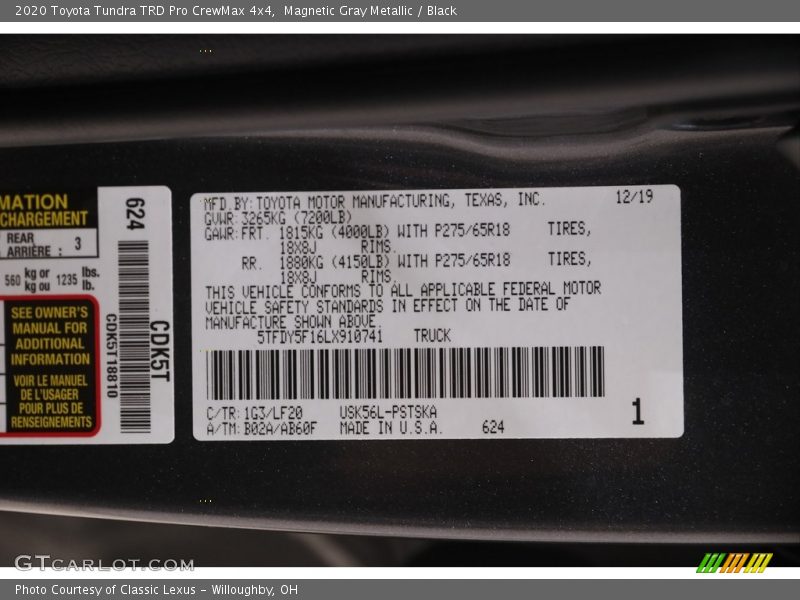 2020 Toyota Tundra TRD Pro CrewMax 4x4,  Magnetic Gray Metallic / Black
MATION
CHARGEMENT
REAR
ARRIÈRE : 3
560 kg or 1235 lbs.
kg ou lb.
SEE OWNER'S
MANUAL FOR
ADDITIONAL
INFORMATION
VOIR LE MANUEL
DE L'USAGER
POUR PLUS DE
RENSEIGNEMENTS
624
CDK5T18810
CDK5T
MFD.BY:TOYOTA MOTOR MANUFACTURING, TEXAS, INC. 12/19
GVWR:3265KG (7200LB)
GAWR:FRT. 1815KG (4000LB) WITH P275/65R18 TIRES,
18X8J RIMS
RR. 1880KG (4150LB) WITH P275/65R18 TIRES,
18X8J RIMS
THIS VEHICLE CONFORMS TO ALL APPLICABLE FEDERAL MOTOR
VEHICLE SAFETY STANDARDS IN EFFECT ON THE DATE OF
MANUFACTURE SHOWN ABOVE.
5TFDY5F16LX910741 TRUCK
C/TR:1G3/LF20 USK56L-PSTSKA
A/TM:B02A/AB60F MADE IN U.S.A. 624
1
GTCARLOT.COM
Photo Courtesy of Classic Lexus - Willoughby, OH